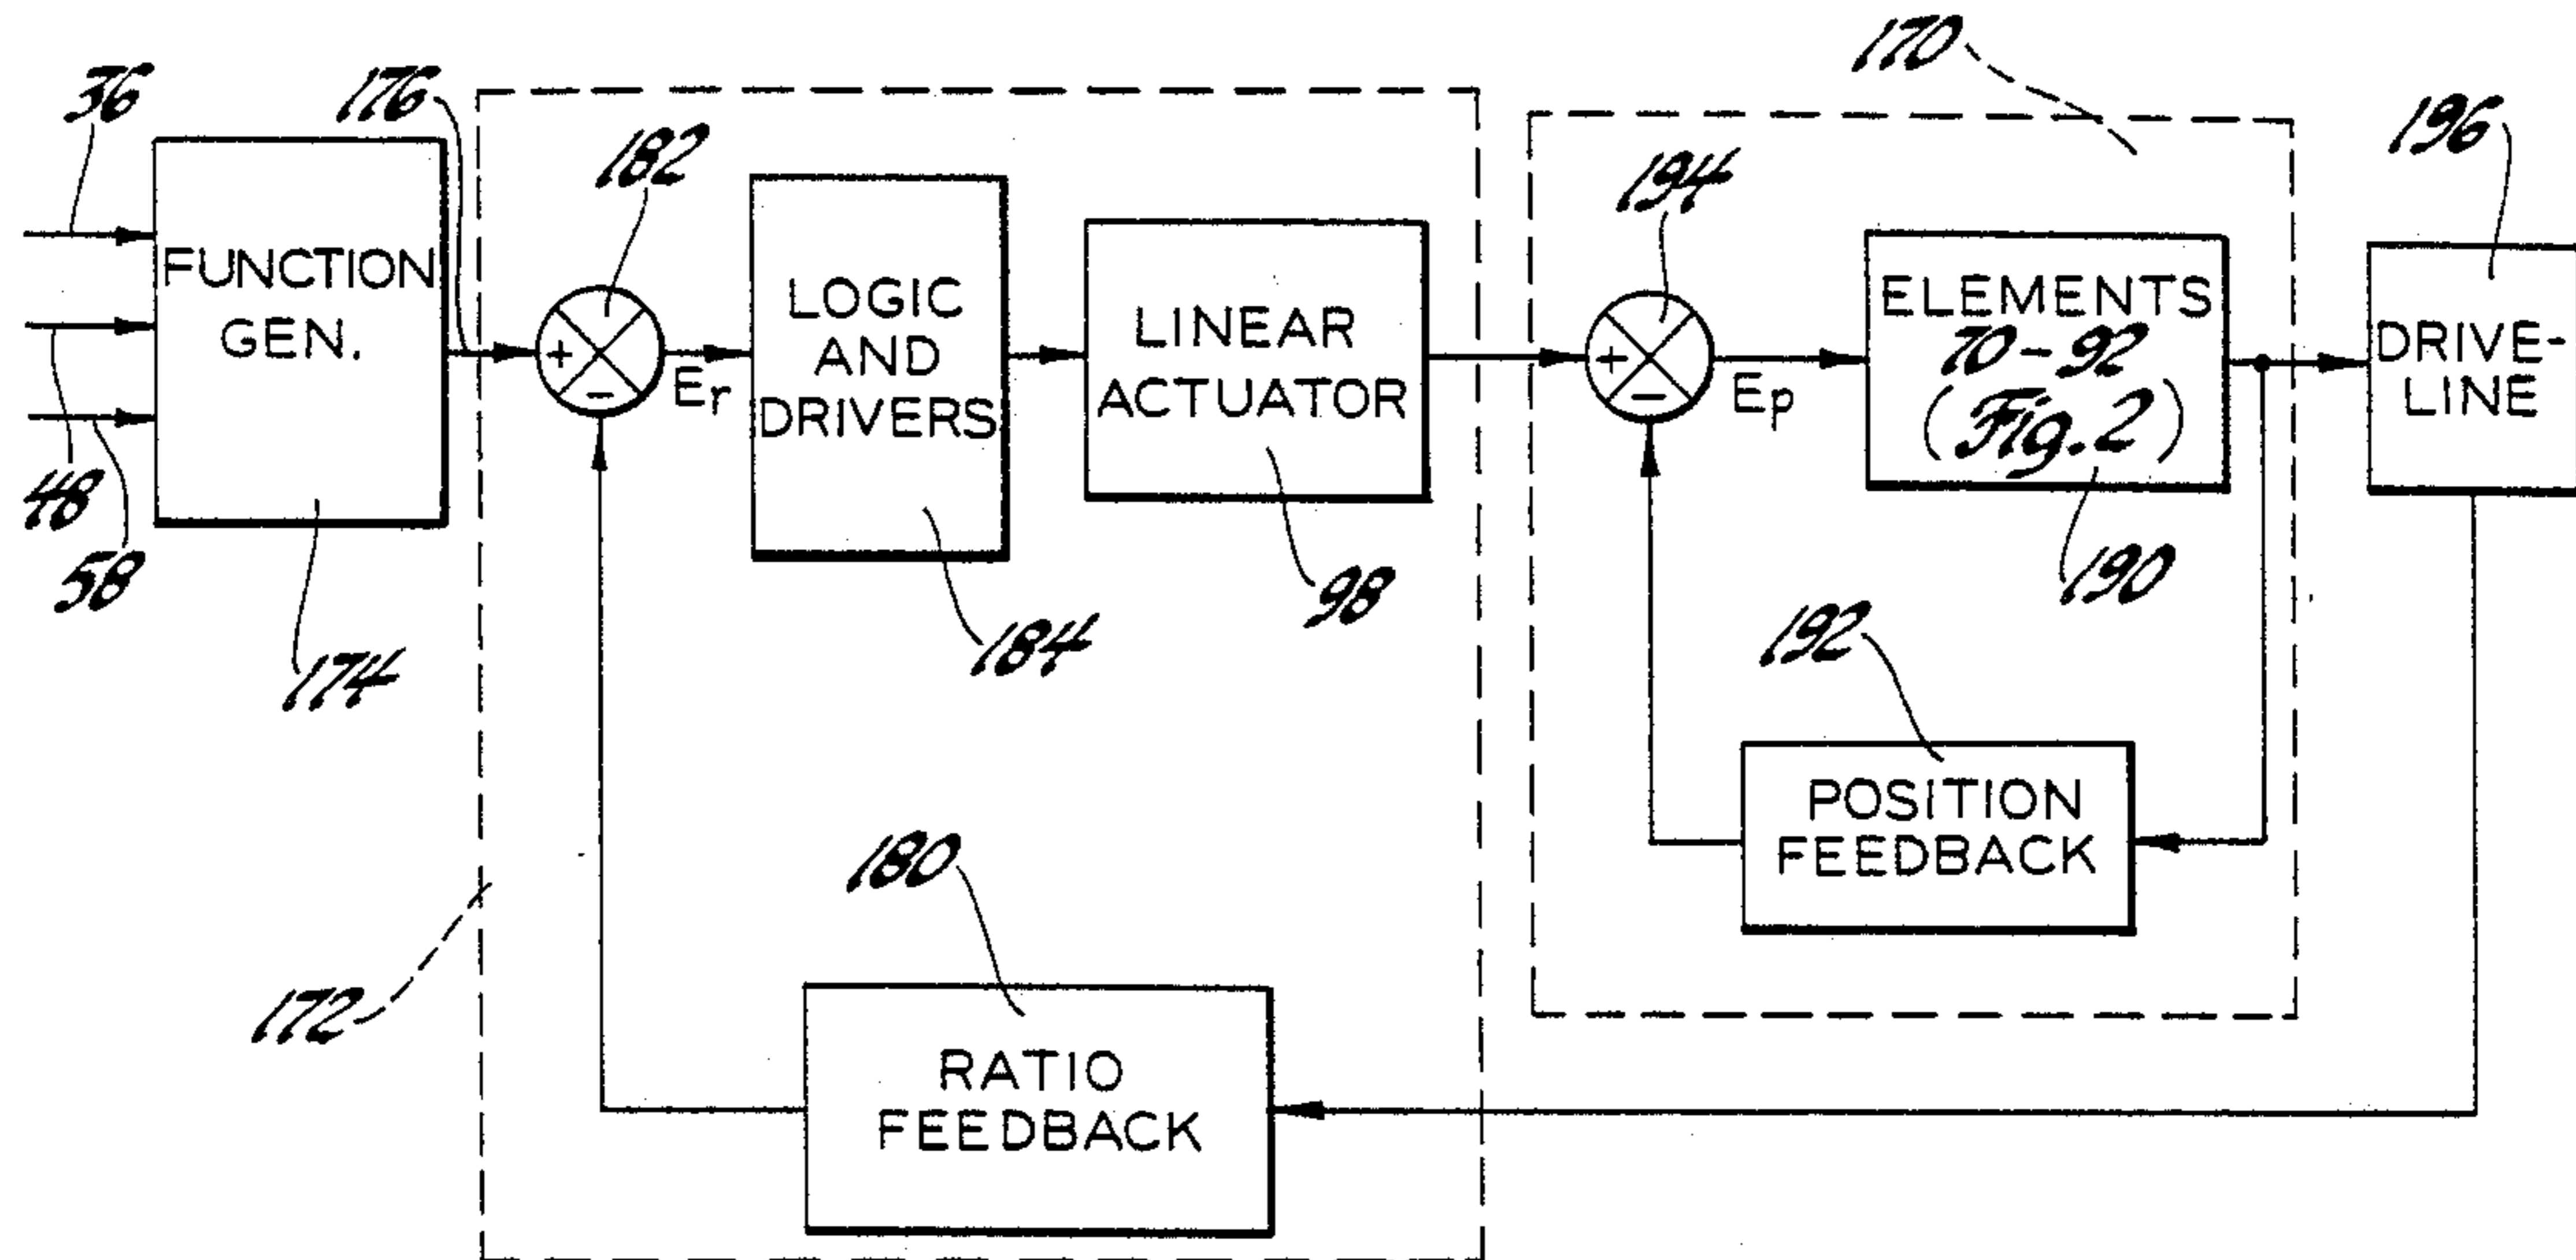 36
176
182
170
194
196
FUNCTION
GEN.
LOGIC
AND
DRIVERS
LINEAR
ACTUATOR
ELEMENTS
70-92
(Fig. 2)
DRIVE-
LINE
+
-
Er
+
-
Ep
48
58
174
184
98
190
192
POSITION
FEEDBACK
180
172
RATIO
FEEDBACK